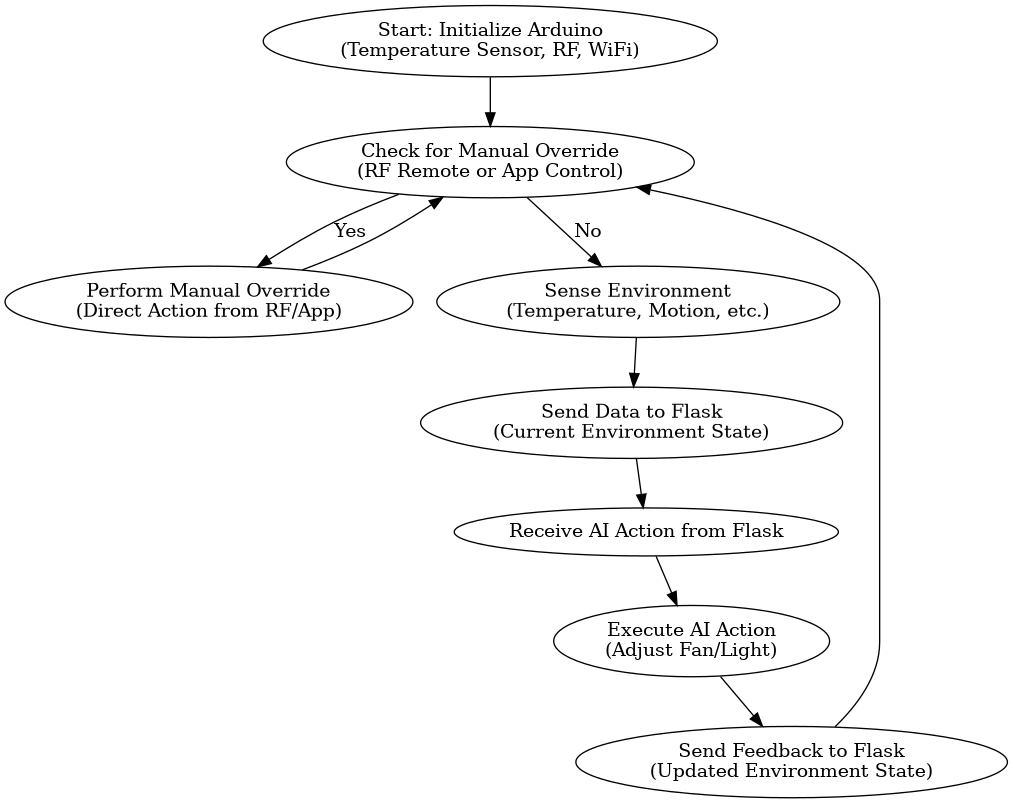 Start: Initialize Arduino
(Temperature Sensor, RF, WiFi)
Check for Manual Override
(RF Remote or App Control)
Yes
No
Perform Manual Override
(Direct Action from RF/App)
Sense Environment
(Temperature, Motion, etc.)
Send Data to Flask
(Current Environment State)
Receive AI Action from Flask
Execute AI Action
(Adjust Fan/Light)
Send Feedback to Flask
(Updated Environment State)